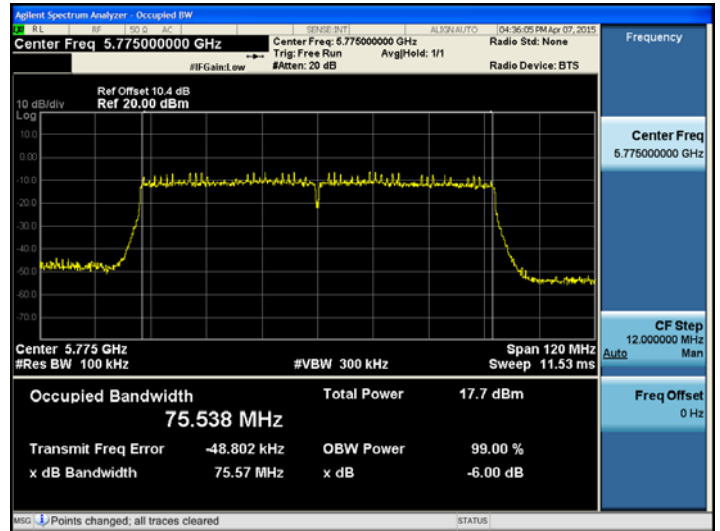 Agilent Spectrum Analyzer - Occupied BW
RL RF 50 Ω AC SENSE:INT ALIGN AUTO 04:36:05 PM Apr 07, 2015
Center Freq 5.775000000 GHz
Center Freq: 5.775000000 GHz
Radio Std: None
Trig: Free Run Avg|Hold: 1/1
#IFGain:Low #Atten: 20 dB Radio Device: BTS
Ref Offset 10.4 dB
10 dB/div Ref 20.00 dBm
Log
10.0
0.00
-10.0
-20.0
-30.0
-40.0
-50.0
-60.0
-70.0
Center 5.775 GHz Span 120 MHz
#Res BW 100 kHz #VBW 300 kHz Sweep 11.53 ms
Occupied Bandwidth Total Power 17.7 dBm
75.538 MHz
Transmit Freq Error -48.802 kHz OBW Power 99.00 %
x dB Bandwidth 75.57 MHz x dB -6.00 dB
MSG Points changed; all traces cleared STATUS
Frequency
Center Freq
5.775000000 GHz
CF Step
12.000000 MHz
Auto Man
Freq Offset
0 Hz